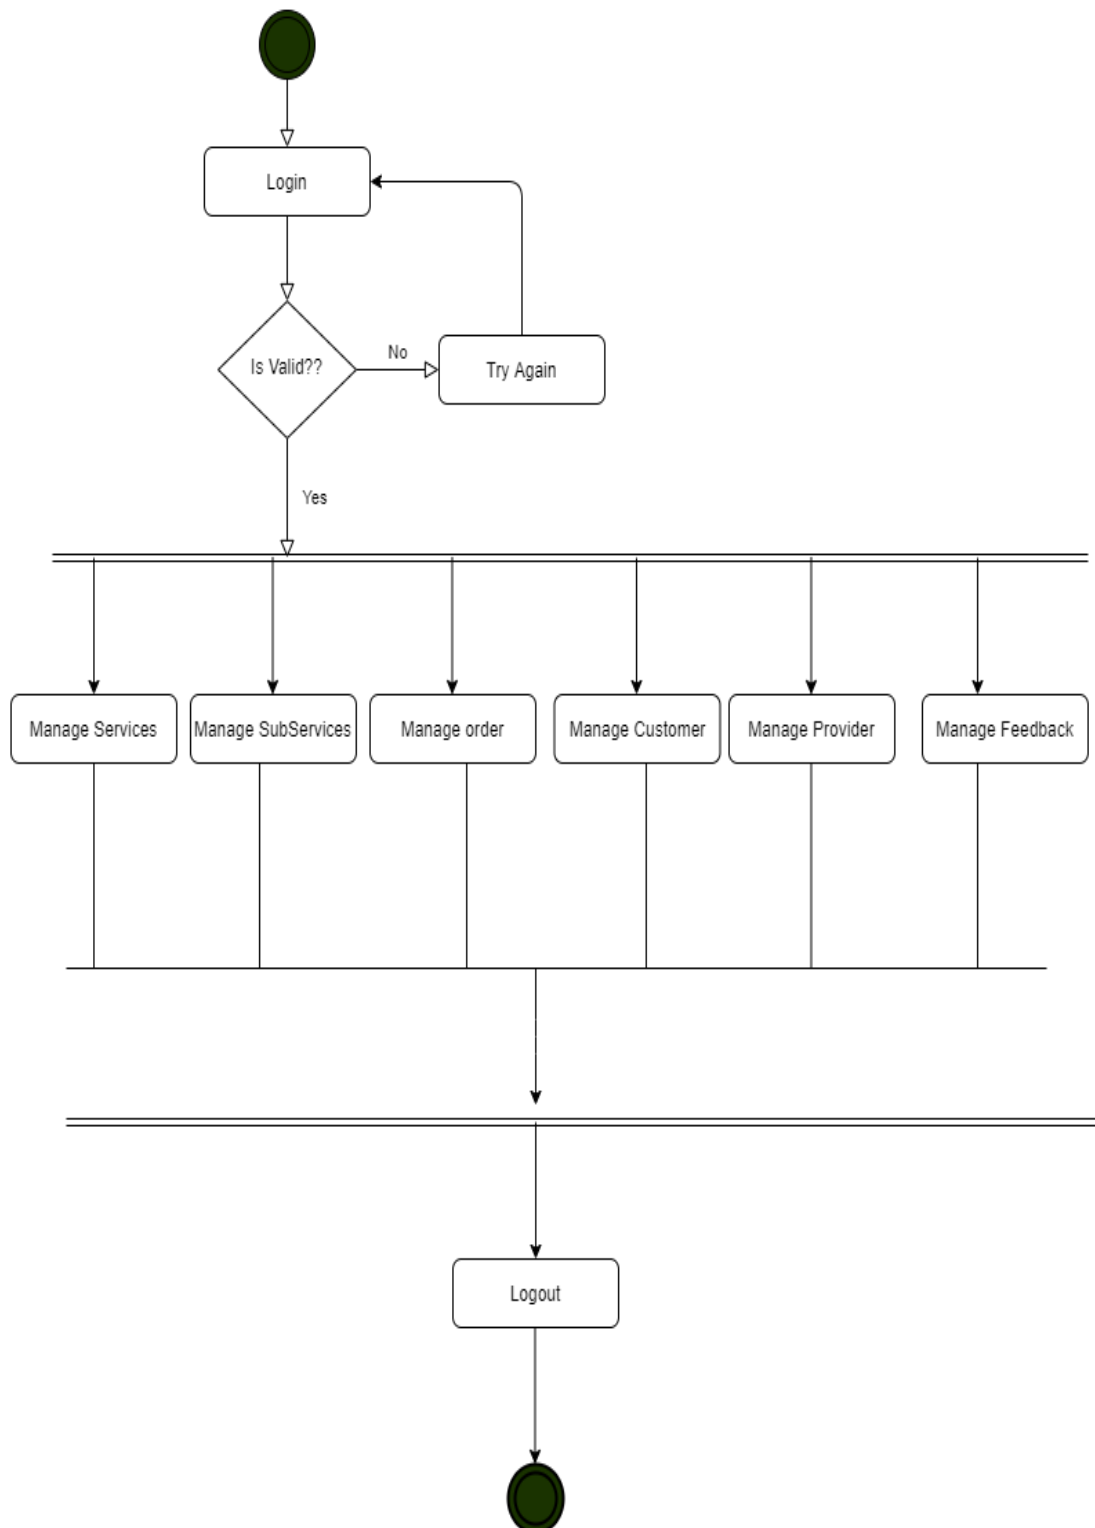 Login
Is Valid??
No
Try Again
Yes
Manage Services
Manage SubServices
Manage order
Manage Customer
Manage Provider
Manage Feedback
Logout